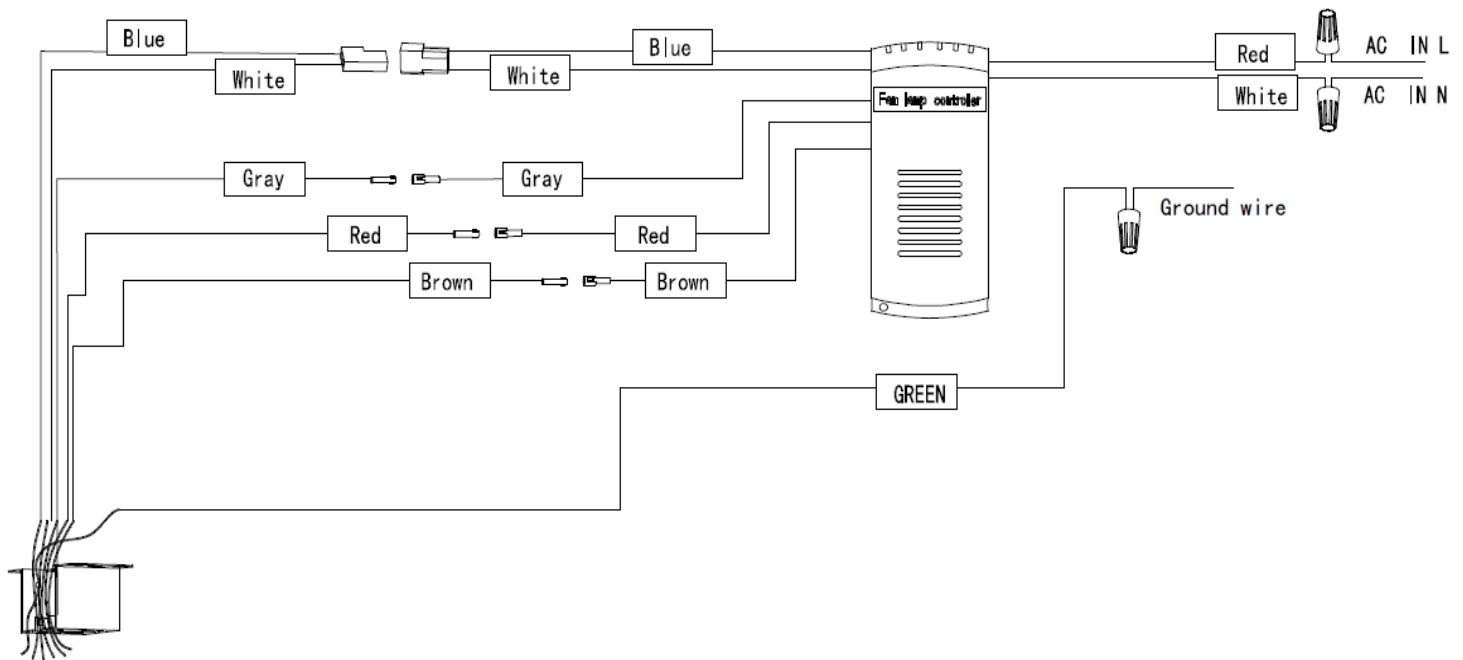 Blue
Blue
Red
AC IN L
White
White
White
AC IN N
Fan lamp controller
Gray
Gray
Ground wire
Red
Red
Brown
Brown
GREEN